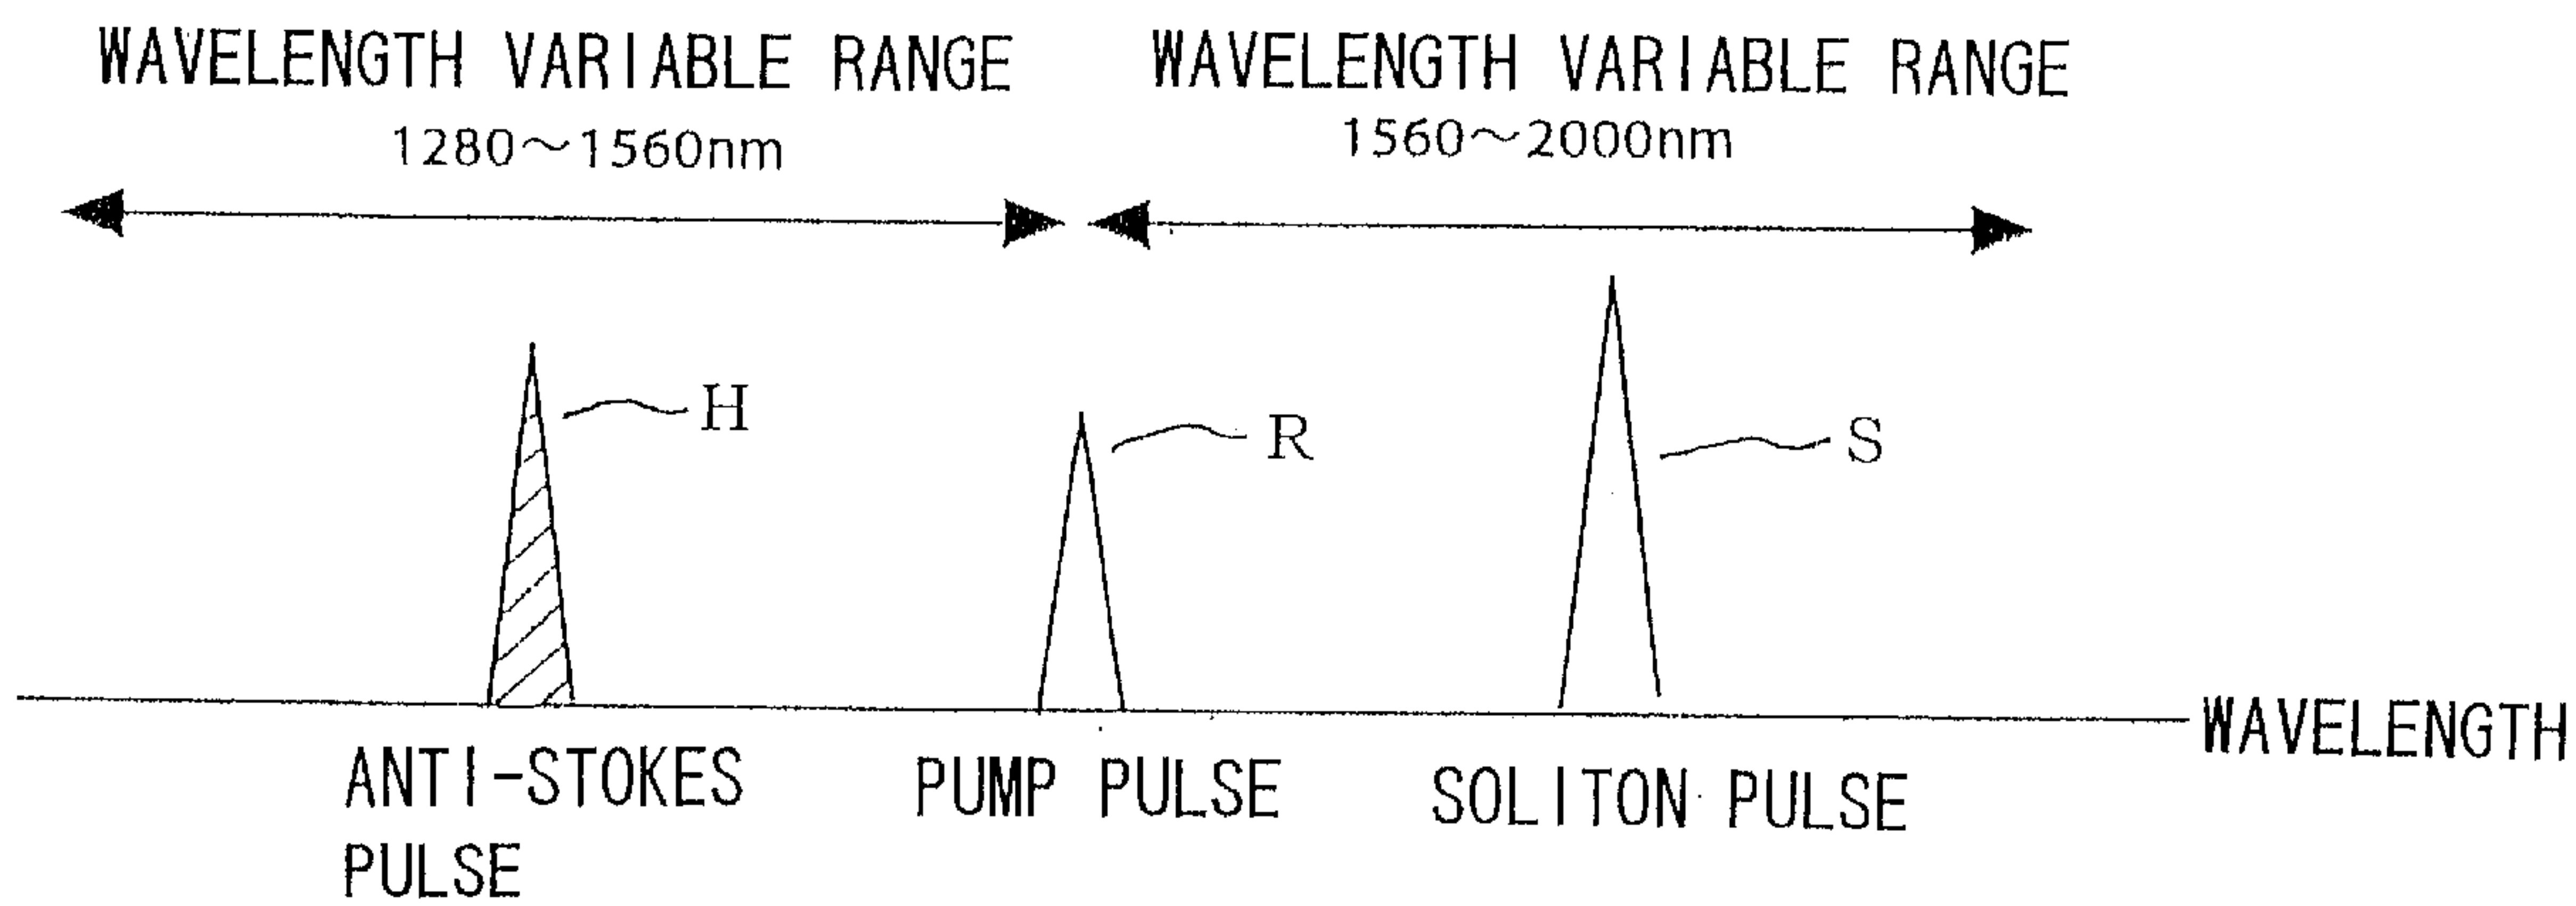 WAVELENGTH VARIABLE RANGE
1280～1560nm
WAVELENGTH VARIABLE RANGE
1560～2000nm
H
R
S
WAVELENGTH
ANTI-STOKES
PULSE
PUMP PULSE
SOLITON PULSE